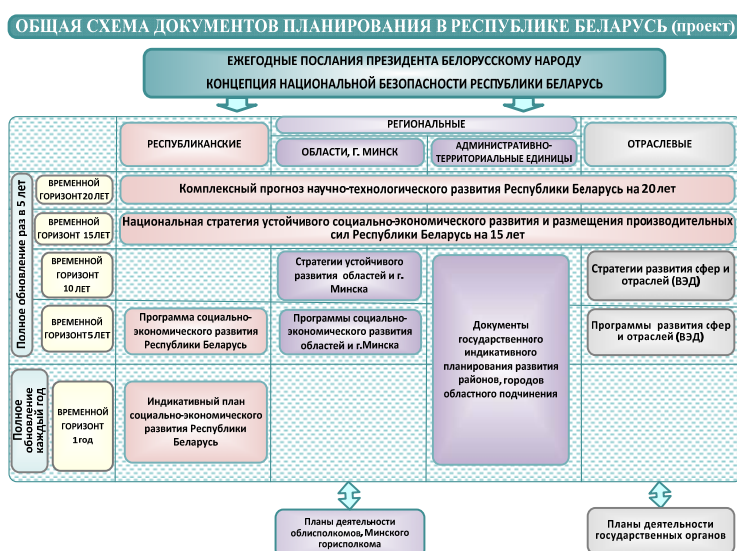 ОБЩАЯ СХЕМА ДОКУМЕНТОВ ПЛАНИРОВАНИЯ В РЕСПУБЛИКЕ БЕЛАРУСЬ (проект)
ЕЖЕГОДНЫЕ ПОСЛАНИЯ ПРЕЗИДЕНТА БЕЛОРУССКОМУ НАРОДУ
КОНЦЕПЦИЯ НАЦИОНАЛЬНОЙ БЕЗОПАСНОСТИ РЕСПУБЛИКИ БЕЛАРУСЬ
РЕСПУБЛИКАНСКИЕ
РЕГИОНАЛЬНЫЕ
ОБЛАСТИ, Г. МИНСК
АДМИНИСТРАТИВНО-
ТЕРРИТОРИАЛЬНЫЕ ЕДИНИЦЫ
ОТРАСЛЕВЫЕ
Полное обновление раз в 5 лет
ВРЕМЕННОЙ
ГОРИЗОНТ 20 ЛЕТ
Комплексный прогноз научно-технологического развития Республики Беларусь на 20 лет
ВРЕМЕННОЙ
ГОРИЗОНТ 15 ЛЕТ
Национальная стратегия устойчивого социально-экономического развития и размещения производительных
сил Республики Беларусь на 15 лет
ВРЕМЕННОЙ
ГОРИЗОНТ
10 ЛЕТ
Стратегии устойчивого
развития областей и г.
Минска
Стратегии развития сфер и
отраслей (ВЭД)
ВРЕМЕННОЙ
ГОРИЗОНТ 5 ЛЕТ
Программа социально-
экономического развития
Республики Беларусь
Программы социально-
экономического развития
областей и г.Минска
Документы
государственного
индикативного
планирования развития
районов, городов
областного подчинения
Программы развития сфер
и отраслей (ВЭД)
Полное
обновление
каждый год
ВРЕМЕННОЙ
ГОРИЗОНТ
1 год
Индикативный план
социально-экономического
развития Республики
Беларусь
Планы деятельности
облисполкомов, Минского
горисполкома
Планы деятельности
государственных органов